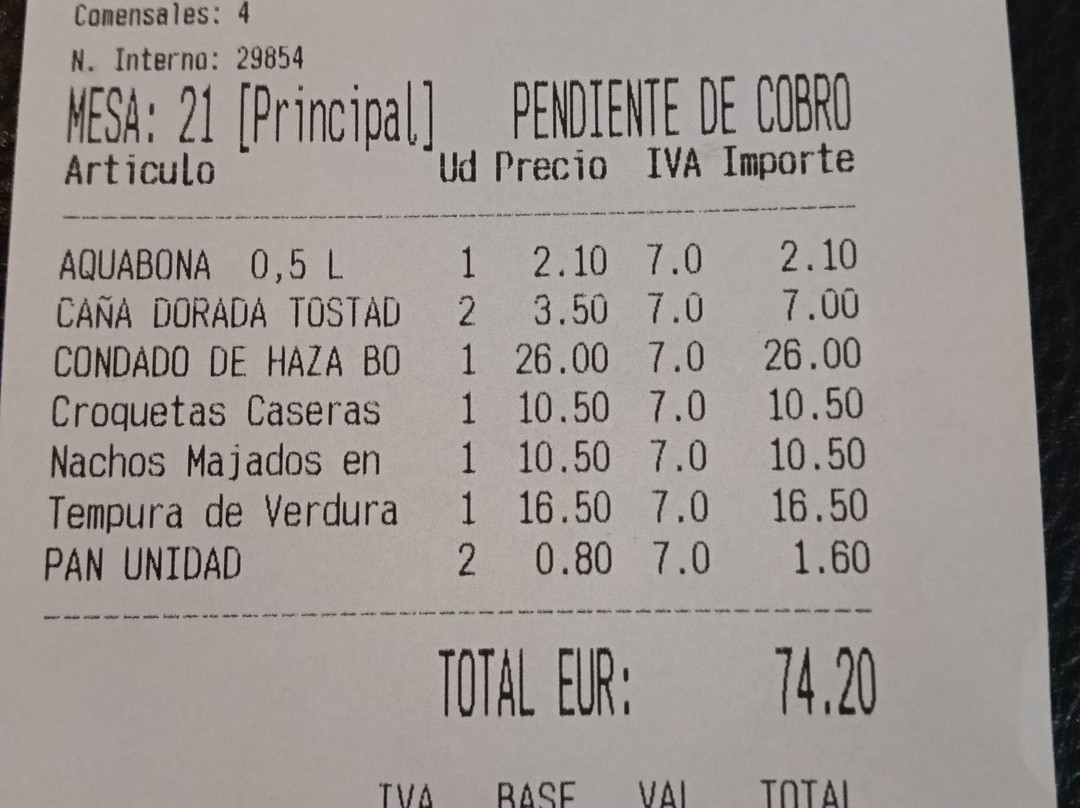 Comensales: 4
N. Interno: 29854
MESA: 21 [Principal] PENDIENTE DE COBRO
Articulo Ud Precio IVA Importe
AQUABONA 0,5 L 1 2.10 7.0 2.10
CAÑA DORADA TOSTAD 2 3.50 7.0 7.00
CONDADO DE HAZA BO 1 26.00 7.0 26.00
Croquetas Caseras 1 10.50 7.0 10.50
Nachos Majados en 1 10.50 7.0 10.50
Tempura de Verdura 1 16.50 7.0 16.50
PAN UNIDAD 2 0.80 7.0 1.60
TOTAL EUR: 74.20
IVA BASE VAL TOTAL